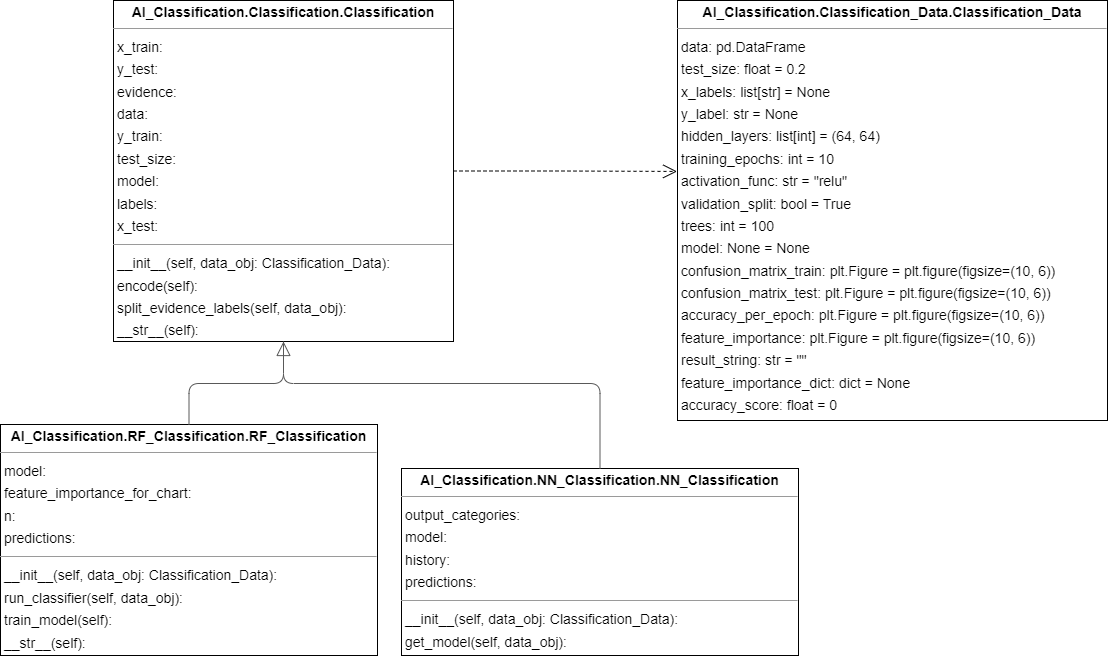 AI_Classification.Classification.Classification
x_train:
y_test:
evidence:
data:
y_train:
test_size:
model:
labels:
x_test:
__init__(self, data_obj: Classification_Data):
encode(self):
split_evidence_labels(self, data_obj):
__str__(self):
AI_Classification.Classification_Data.Classification_Data
data: pd.DataFrame
test_size: float = 0.2
x_labels: list[str] = None
y_label: str = None
hidden_layers: list[int] = (64, 64)
training_epochs: int = 10
activation_func: str = "relu"
validation_split: bool = True
trees: int = 100
model: None = None
confusion_matrix_train: plt.Figure = plt.figure(figsize=(10, 6))
confusion_matrix_test: plt.Figure = plt.figure(figsize=(10, 6))
accuracy_per_epoch: plt.Figure = plt.figure(figsize=(10, 6))
feature_importance: plt.Figure = plt.figure(figsize=(10, 6))
result_string: str = ""
feature_importance_dict: dict = None
accuracy_score: float = 0
AI_Classification.RF_Classification.RF_Classification
model:
feature_importance_for_chart:
n:
predictions:
__init__(self, data_obj: Classification_Data):
run_classifier(self, data_obj):
train_model(self):
__str__(self):
AI_Classification.NN_Classification.NN_Classification
output_categories:
model:
history:
predictions:
__init__(self, data_obj: Classification_Data):
get_model(self, data_obj):